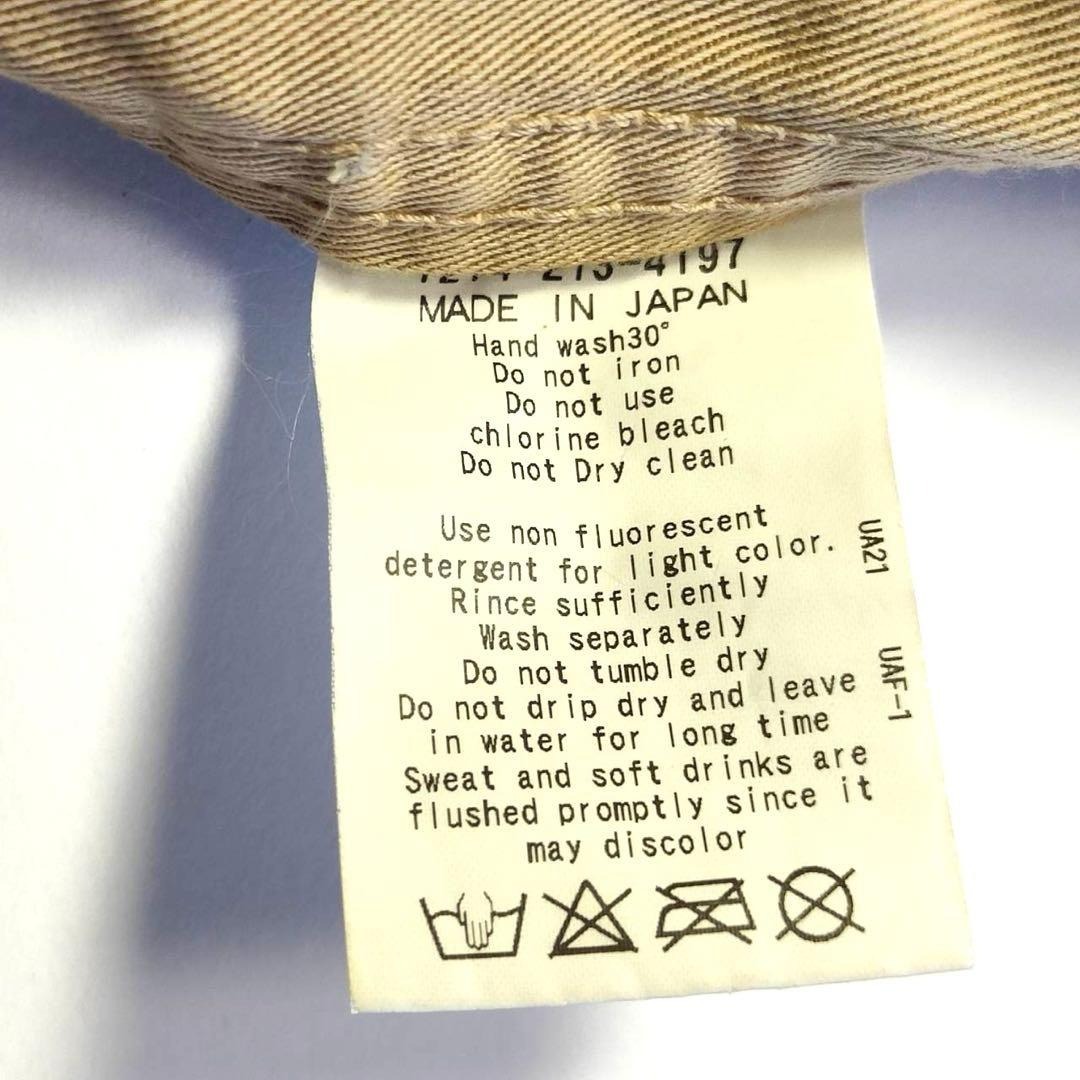 4197
MADE IN JAPAN
Hand wash30°
Do not iron
Do not use
chlorine bleach
Do not Dry clean
Use non fluorescent
detergent for light color.
Rince sufficiently
Wash separately
Do not tumble dry
Do not drip dry and leave
in water for long time
Sweat and soft drinks are
flushed promptly since it
may discolor
UA21
UAF-1